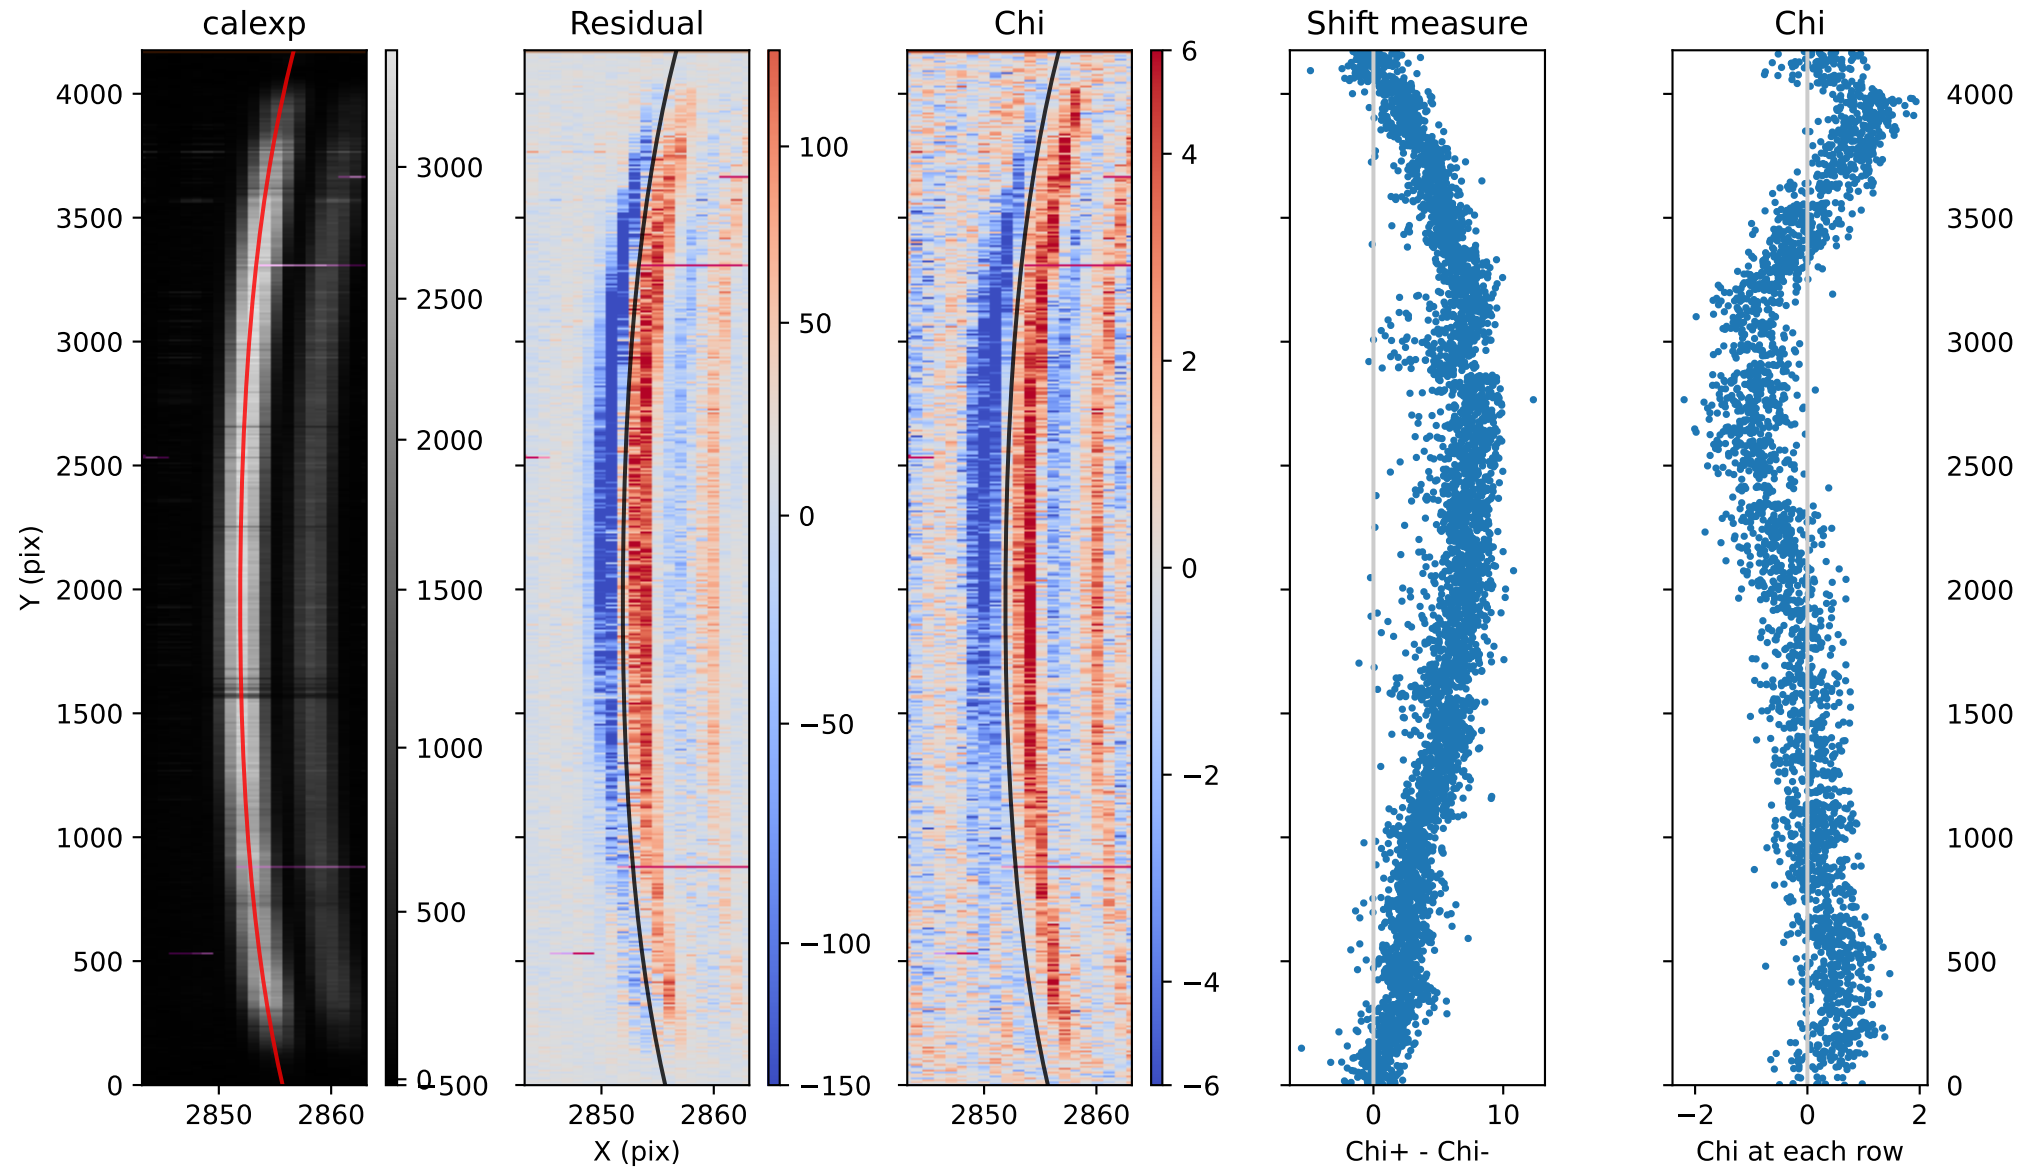 calexp Residual Chi Shift measure Chi
4000 3500 3000 2500 2000 1500 1000 500 0
Y (pix)
2850 2860
3000 2500 2000 1500 1000 500 0 −500
2850 2860
X (pix)
100 50 0 −50 −100 −150
2850 2860
6 4 2 0 −2 −4 −6
0 10
Chi+ - Chi-
−2 0 2
Chi at each row
4000 3500 3000 2500 2000 1500 1000 500 0